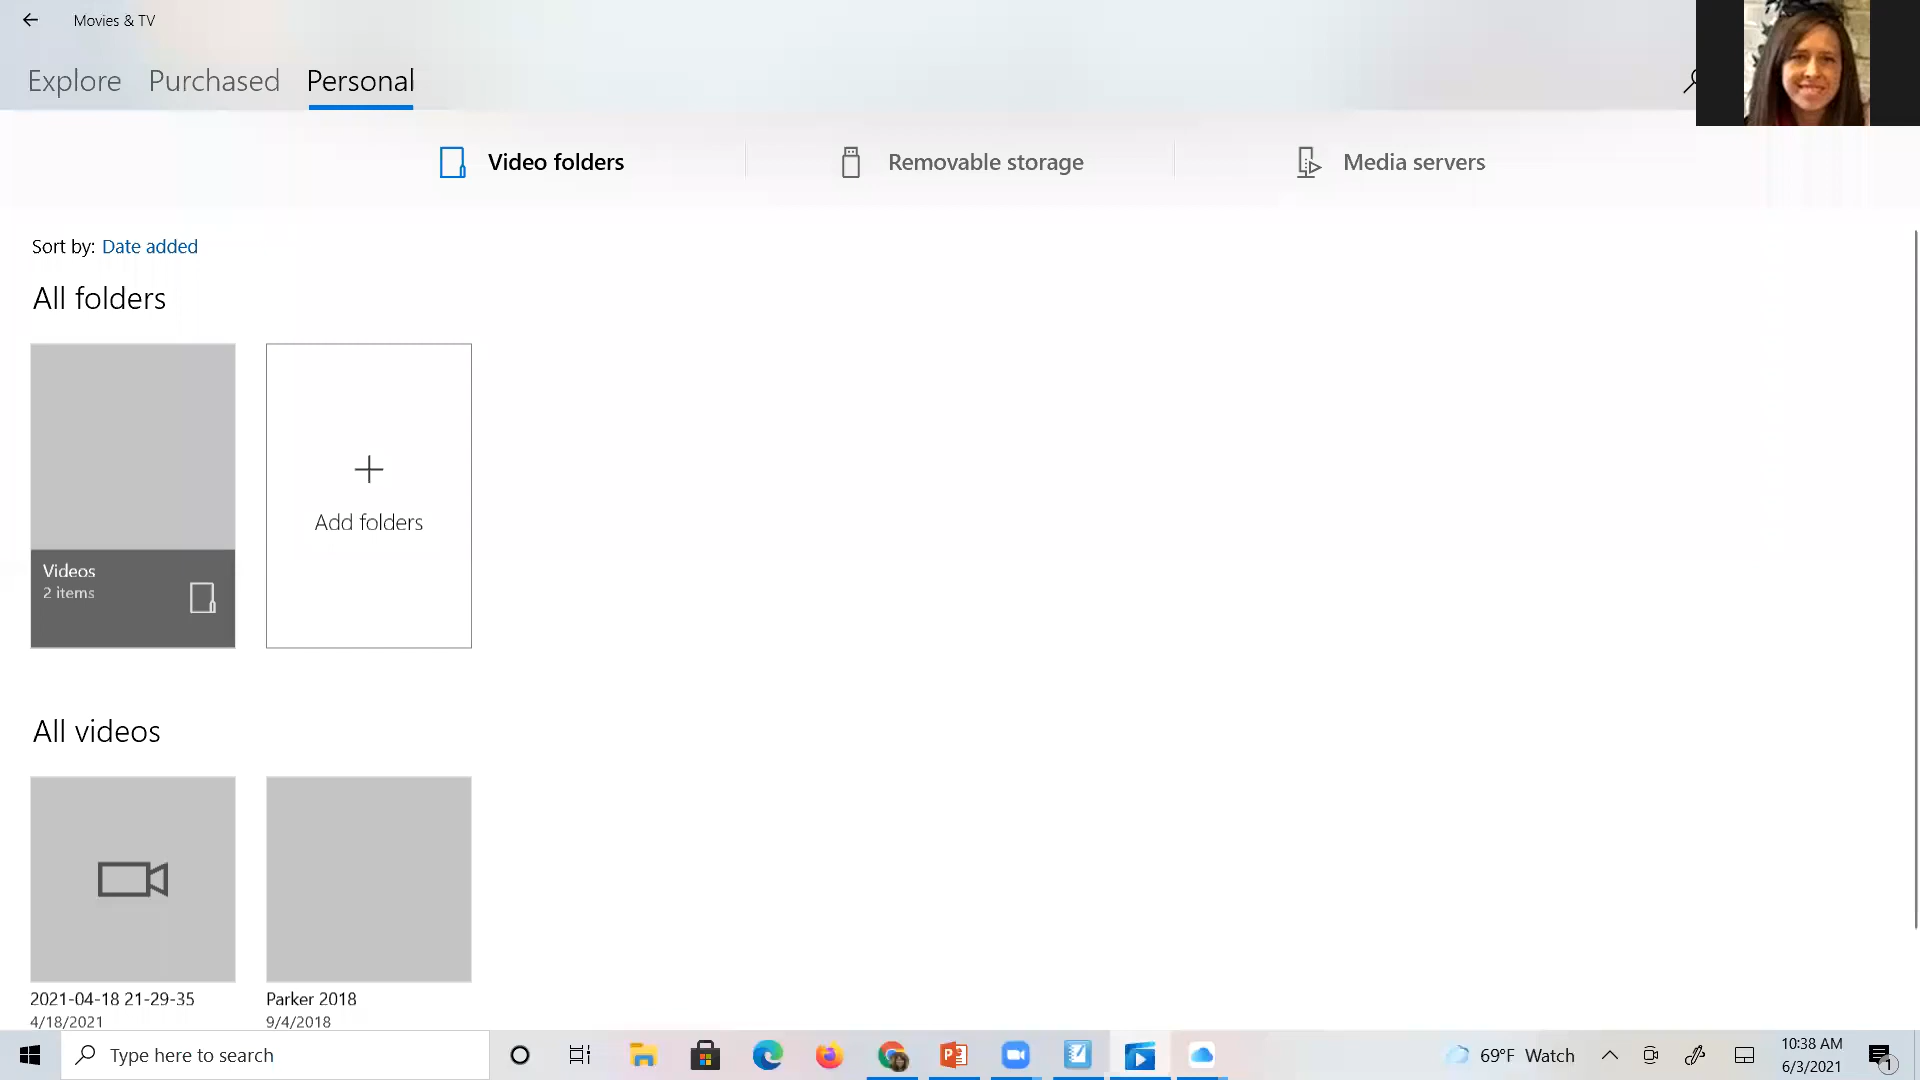 Movies & TV
Explore Purchased Personal
Video folders Removable storage Media servers
Sort by: Date added
All folders
Videos
2 items
Add folders
All videos
2021-04-18 21-29-35
4/18/2021
Parker 2018
9/4/2018
Type here to search
69°F Watch
10:38 AM
6/3/2021
1